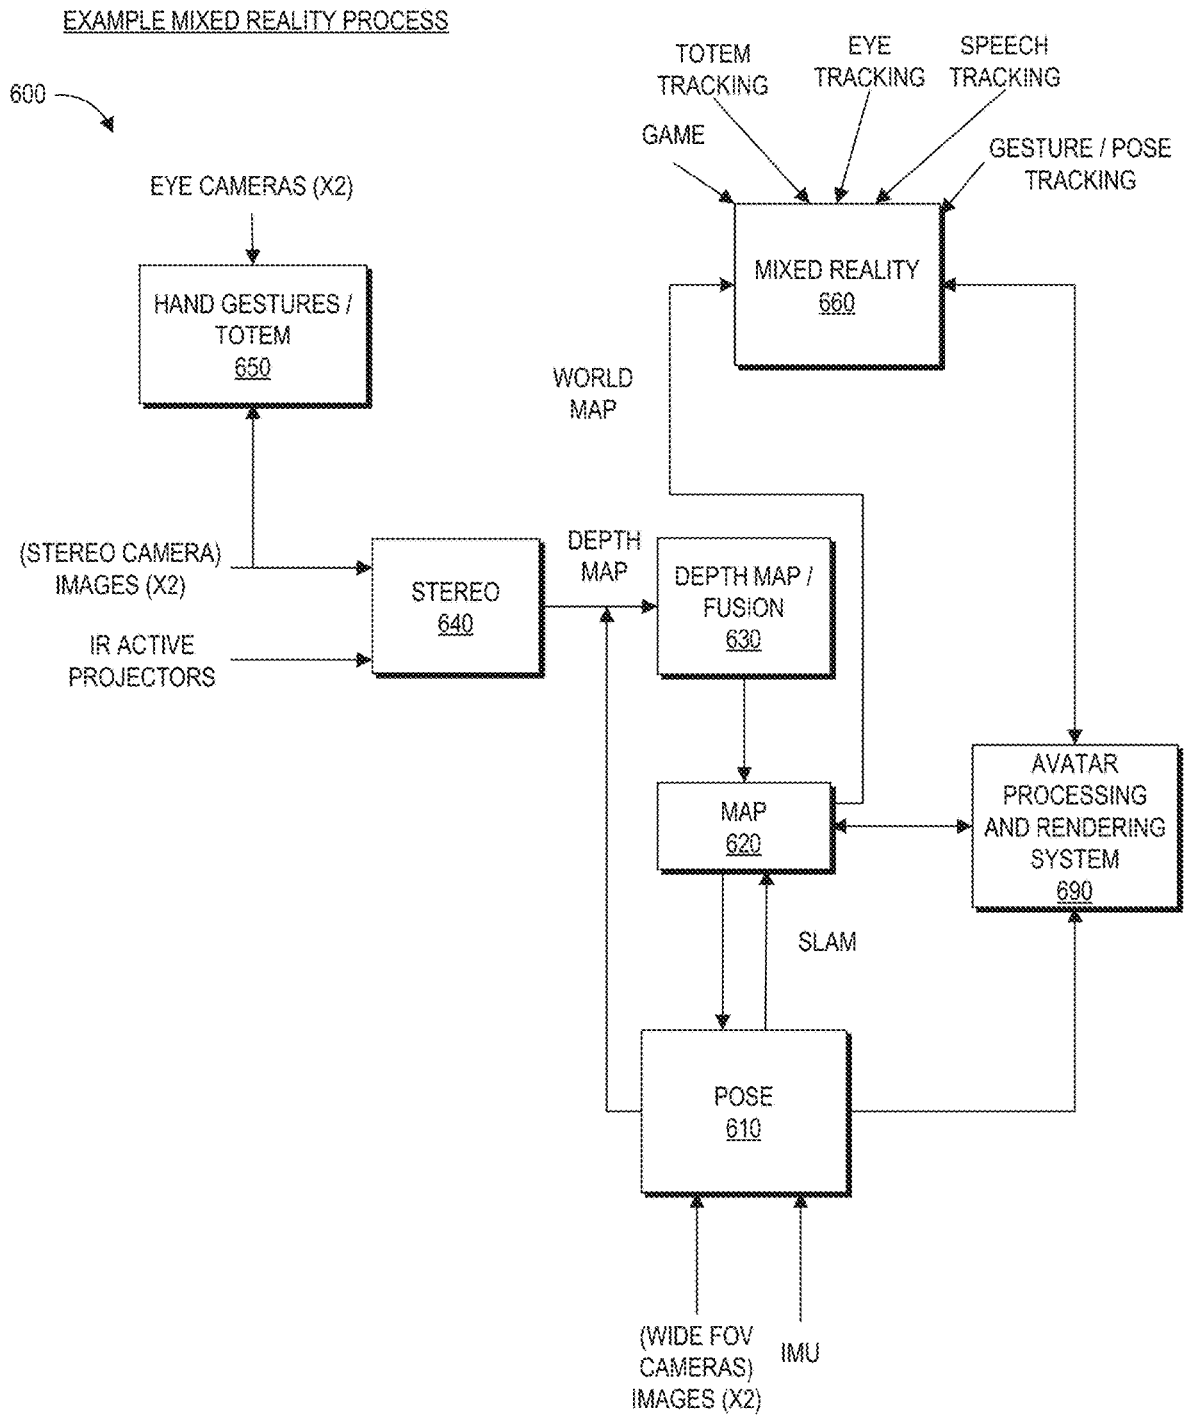 EXAMPLE MIXED REALITY PROCESS
600
TOTEM
TRACKING
EYE
TRACKING
SPEECH
TRACKING
GAME
GESTURE / POSE
TRACKING
EYE CAMERAS (X2)
HAND GESTURES /
TOTEM
650
MIXED REALITY
660
WORLD
MAP
(STEREO CAMERA)
IMAGES (X2)
IR ACTIVE
PROJECTORS
STEREO
640
DEPTH
MAP
DEPTH MAP /
FUSION
630
MAP
620
AVATAR
PROCESSING
AND RENDERING
SYSTEM
690
SLAM
POSE
610
(WIDE FOV
CAMERAS)
IMAGES (X2)
IMU